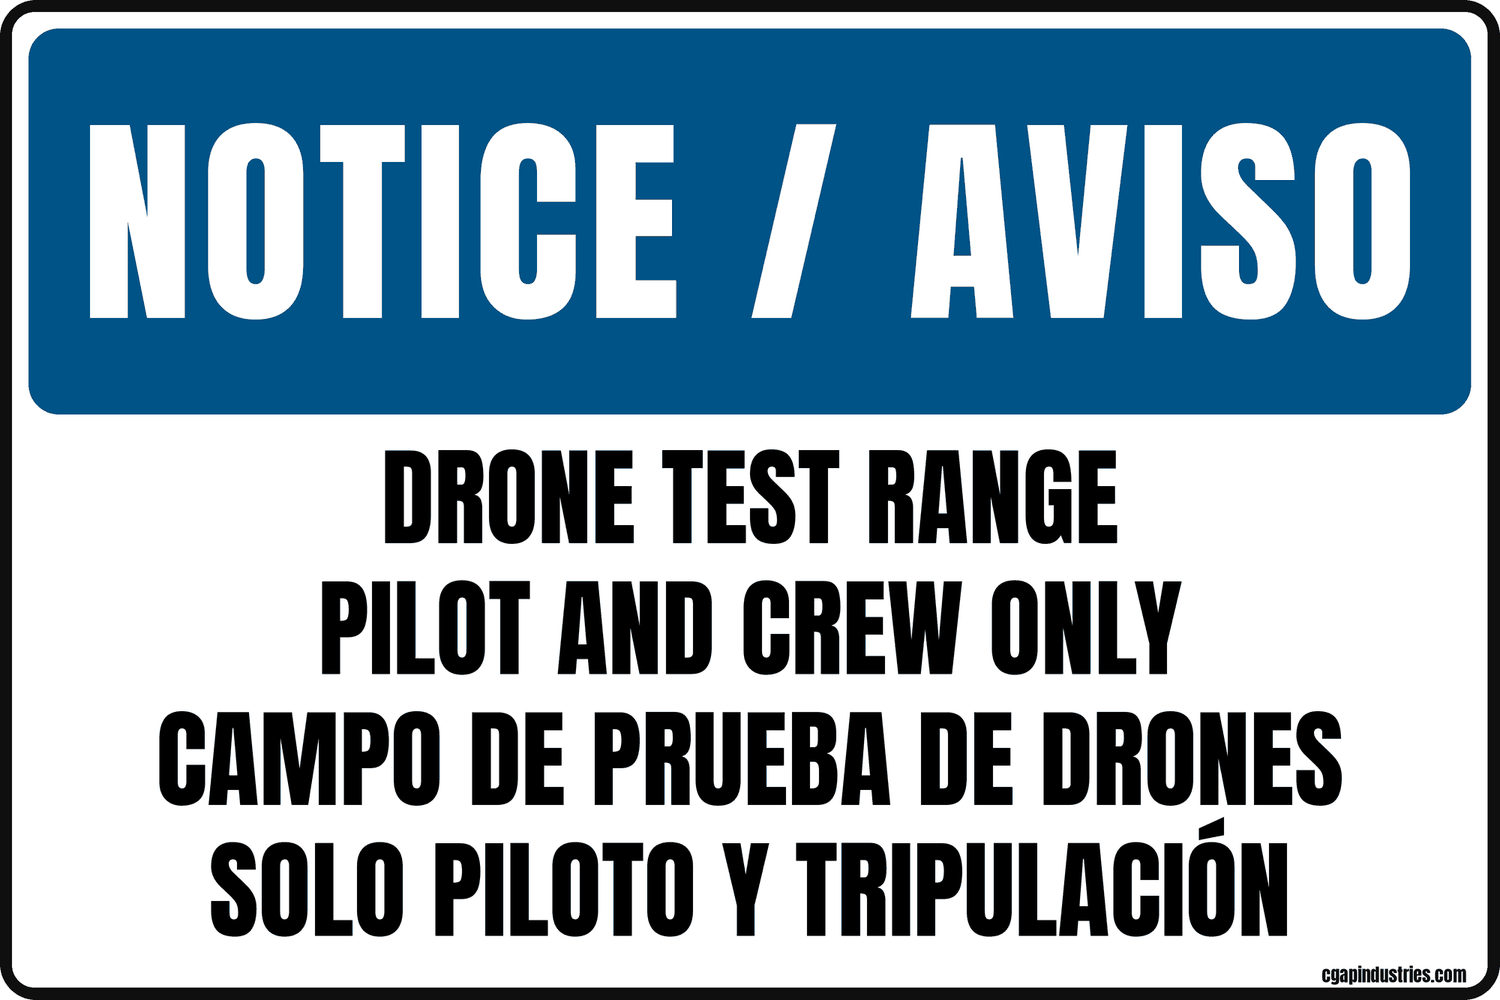 NOTICE / AVISO
DRONE TEST RANGE
PILOT AND CREW ONLY
CAMPO DE PRUEBA DE DRONES
SOLO PILOTO Y TRIPULACIÓN
cgapindustries.com